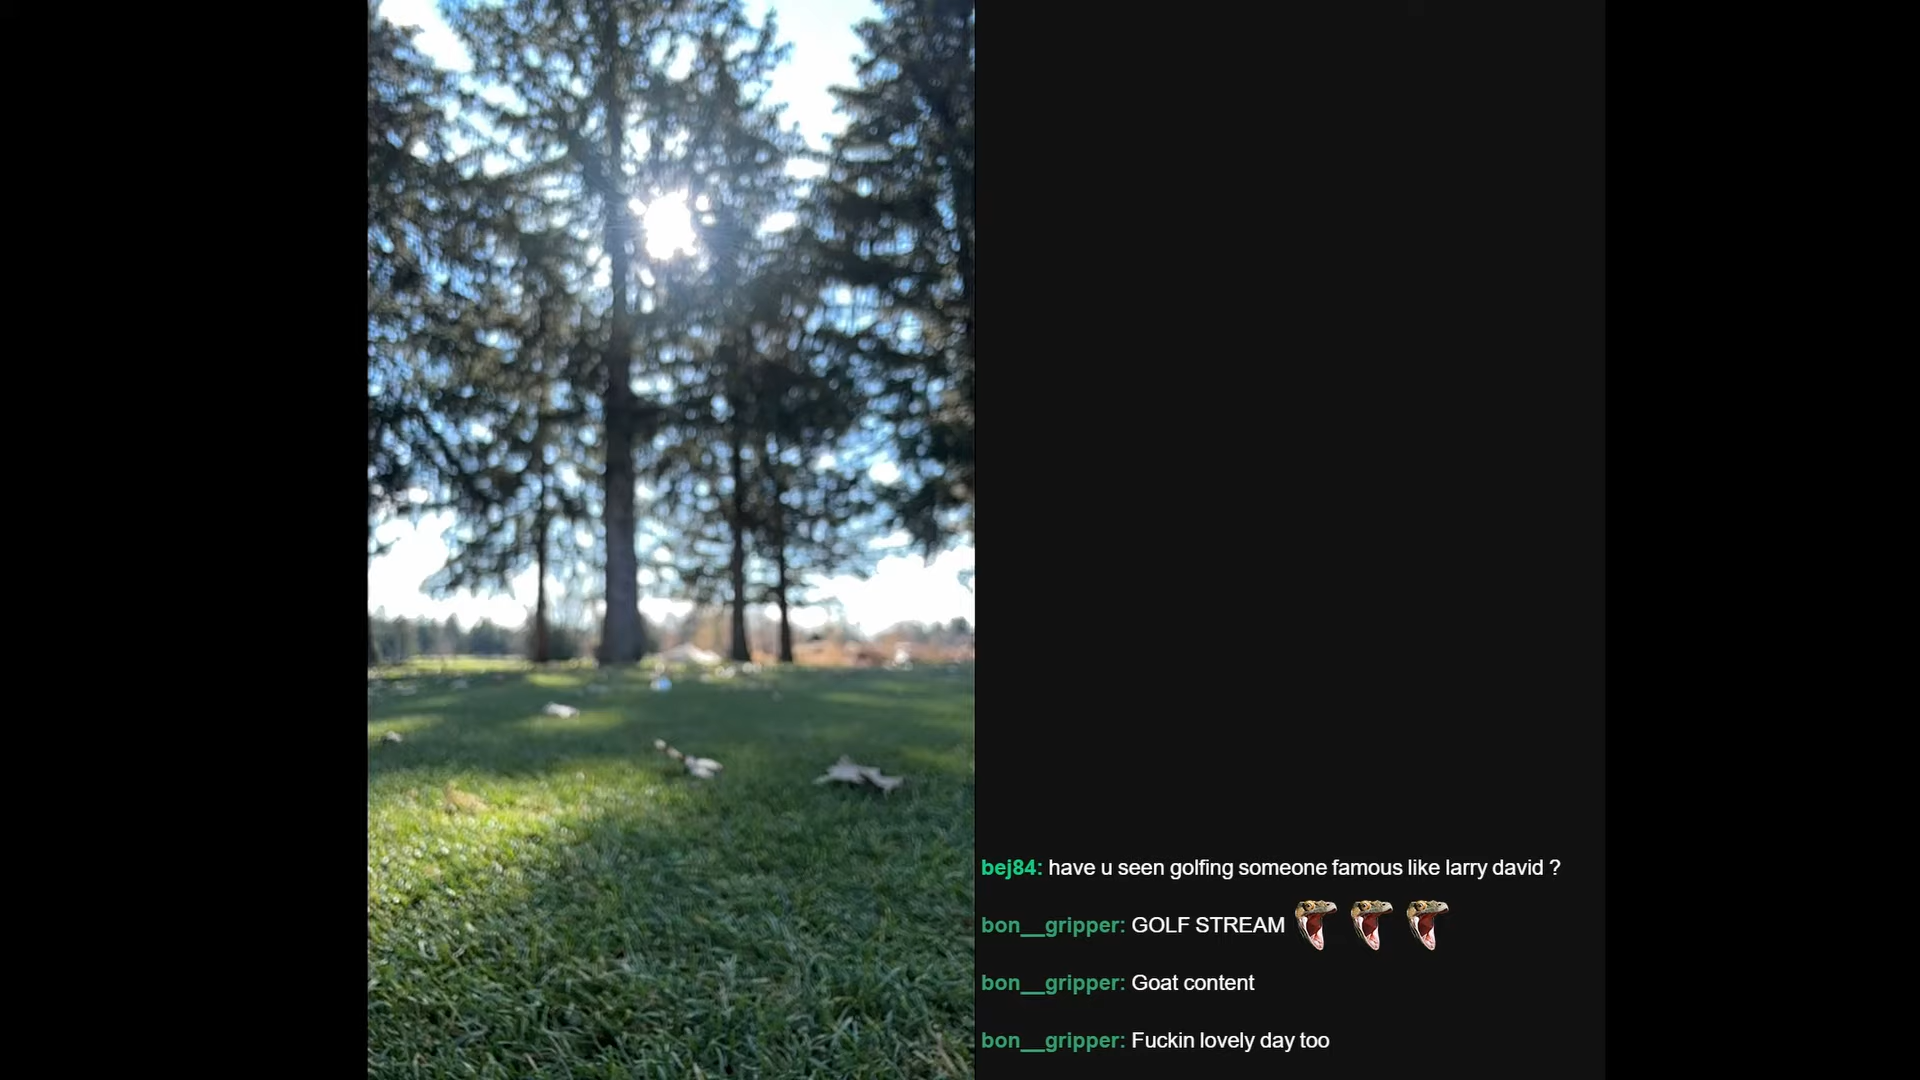 bej84: have u seen golfing someone famous like larry david ?
bon__gripper: GOLF STREAM
bon__gripper: Goat content
bon__gripper: Fuckin lovely day too